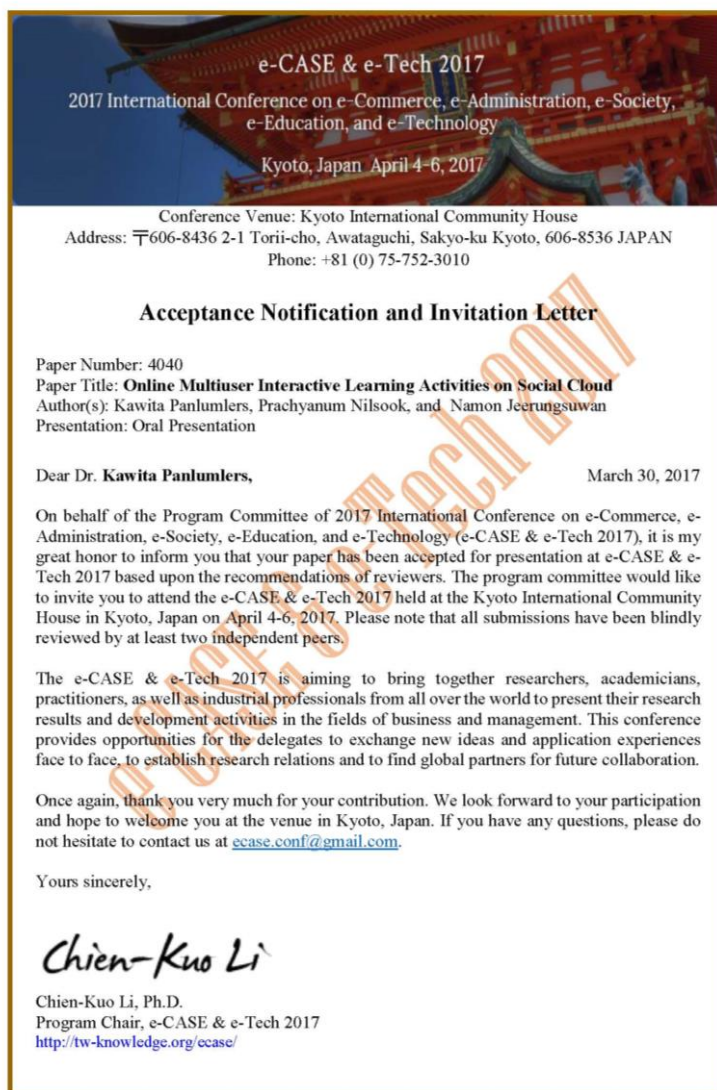 e-CASE & e-Tech 2017
2017 International Conference on e-Commerce, e-Administration, e-Society,
e-Education, and e-Technology
Kyoto, Japan April 4-6, 2017
Conference Venue: Kyoto International Community House
Address: 〒606-8436 2-1 Torii-cho, Awataguchi, Sakyo-ku Kyoto, 606-8536 JAPAN
Phone: +81 (0) 75-752-3010
Acceptance Notification and Invitation Letter
Paper Number: 4040
Paper Title: Online Multiuser Interactive Learning Activities on Social Cloud
Author(s): Kawita Panlumlers, Prachyanum Nilsook, and Namon Jeerungsuwan
Presentation: Oral Presentation
Dear Dr. Kawita Panlumlers, March 30, 2017
On behalf of the Program Committee of 2017 International Conference on e-Commerce, e-
Administration, e-Society, e-Education, and e-Technology (e-CASE & e-Tech 2017), it is my
great honor to inform you that your paper has been accepted for presentation at e-CASE & e-
Tech 2017 based upon the recommendations of reviewers. The program committee would like
to invite you to attend the e-CASE & e-Tech 2017 held at the Kyoto International Community
House in Kyoto, Japan on April 4-6, 2017. Please note that all submissions have been blindly
reviewed by at least two independent peers.
The e-CASE & e-Tech 2017 is aiming to bring together researchers, academicians,
practitioners, as well as industrial professionals from all over the world to present their research
results and development activities in the fields of business and management. This conference
provides opportunities for the delegates to exchange new ideas and application experiences
face to face, to establish research relations and to find global partners for future collaboration.
Once again, thank you very much for your contribution. We look forward to your participation
and hope to welcome you at the venue in Kyoto, Japan. If you have any questions, please do
not hesitate to contact us at ecase.conf@gmail.com.
Yours sincerely,
Chien-Kuo Li
Chien-Kuo Li, Ph.D.
Program Chair, e-CASE & e-Tech 2017
http://tw-knowledge.org/ecase/
e-CASE & e-Tech 2017